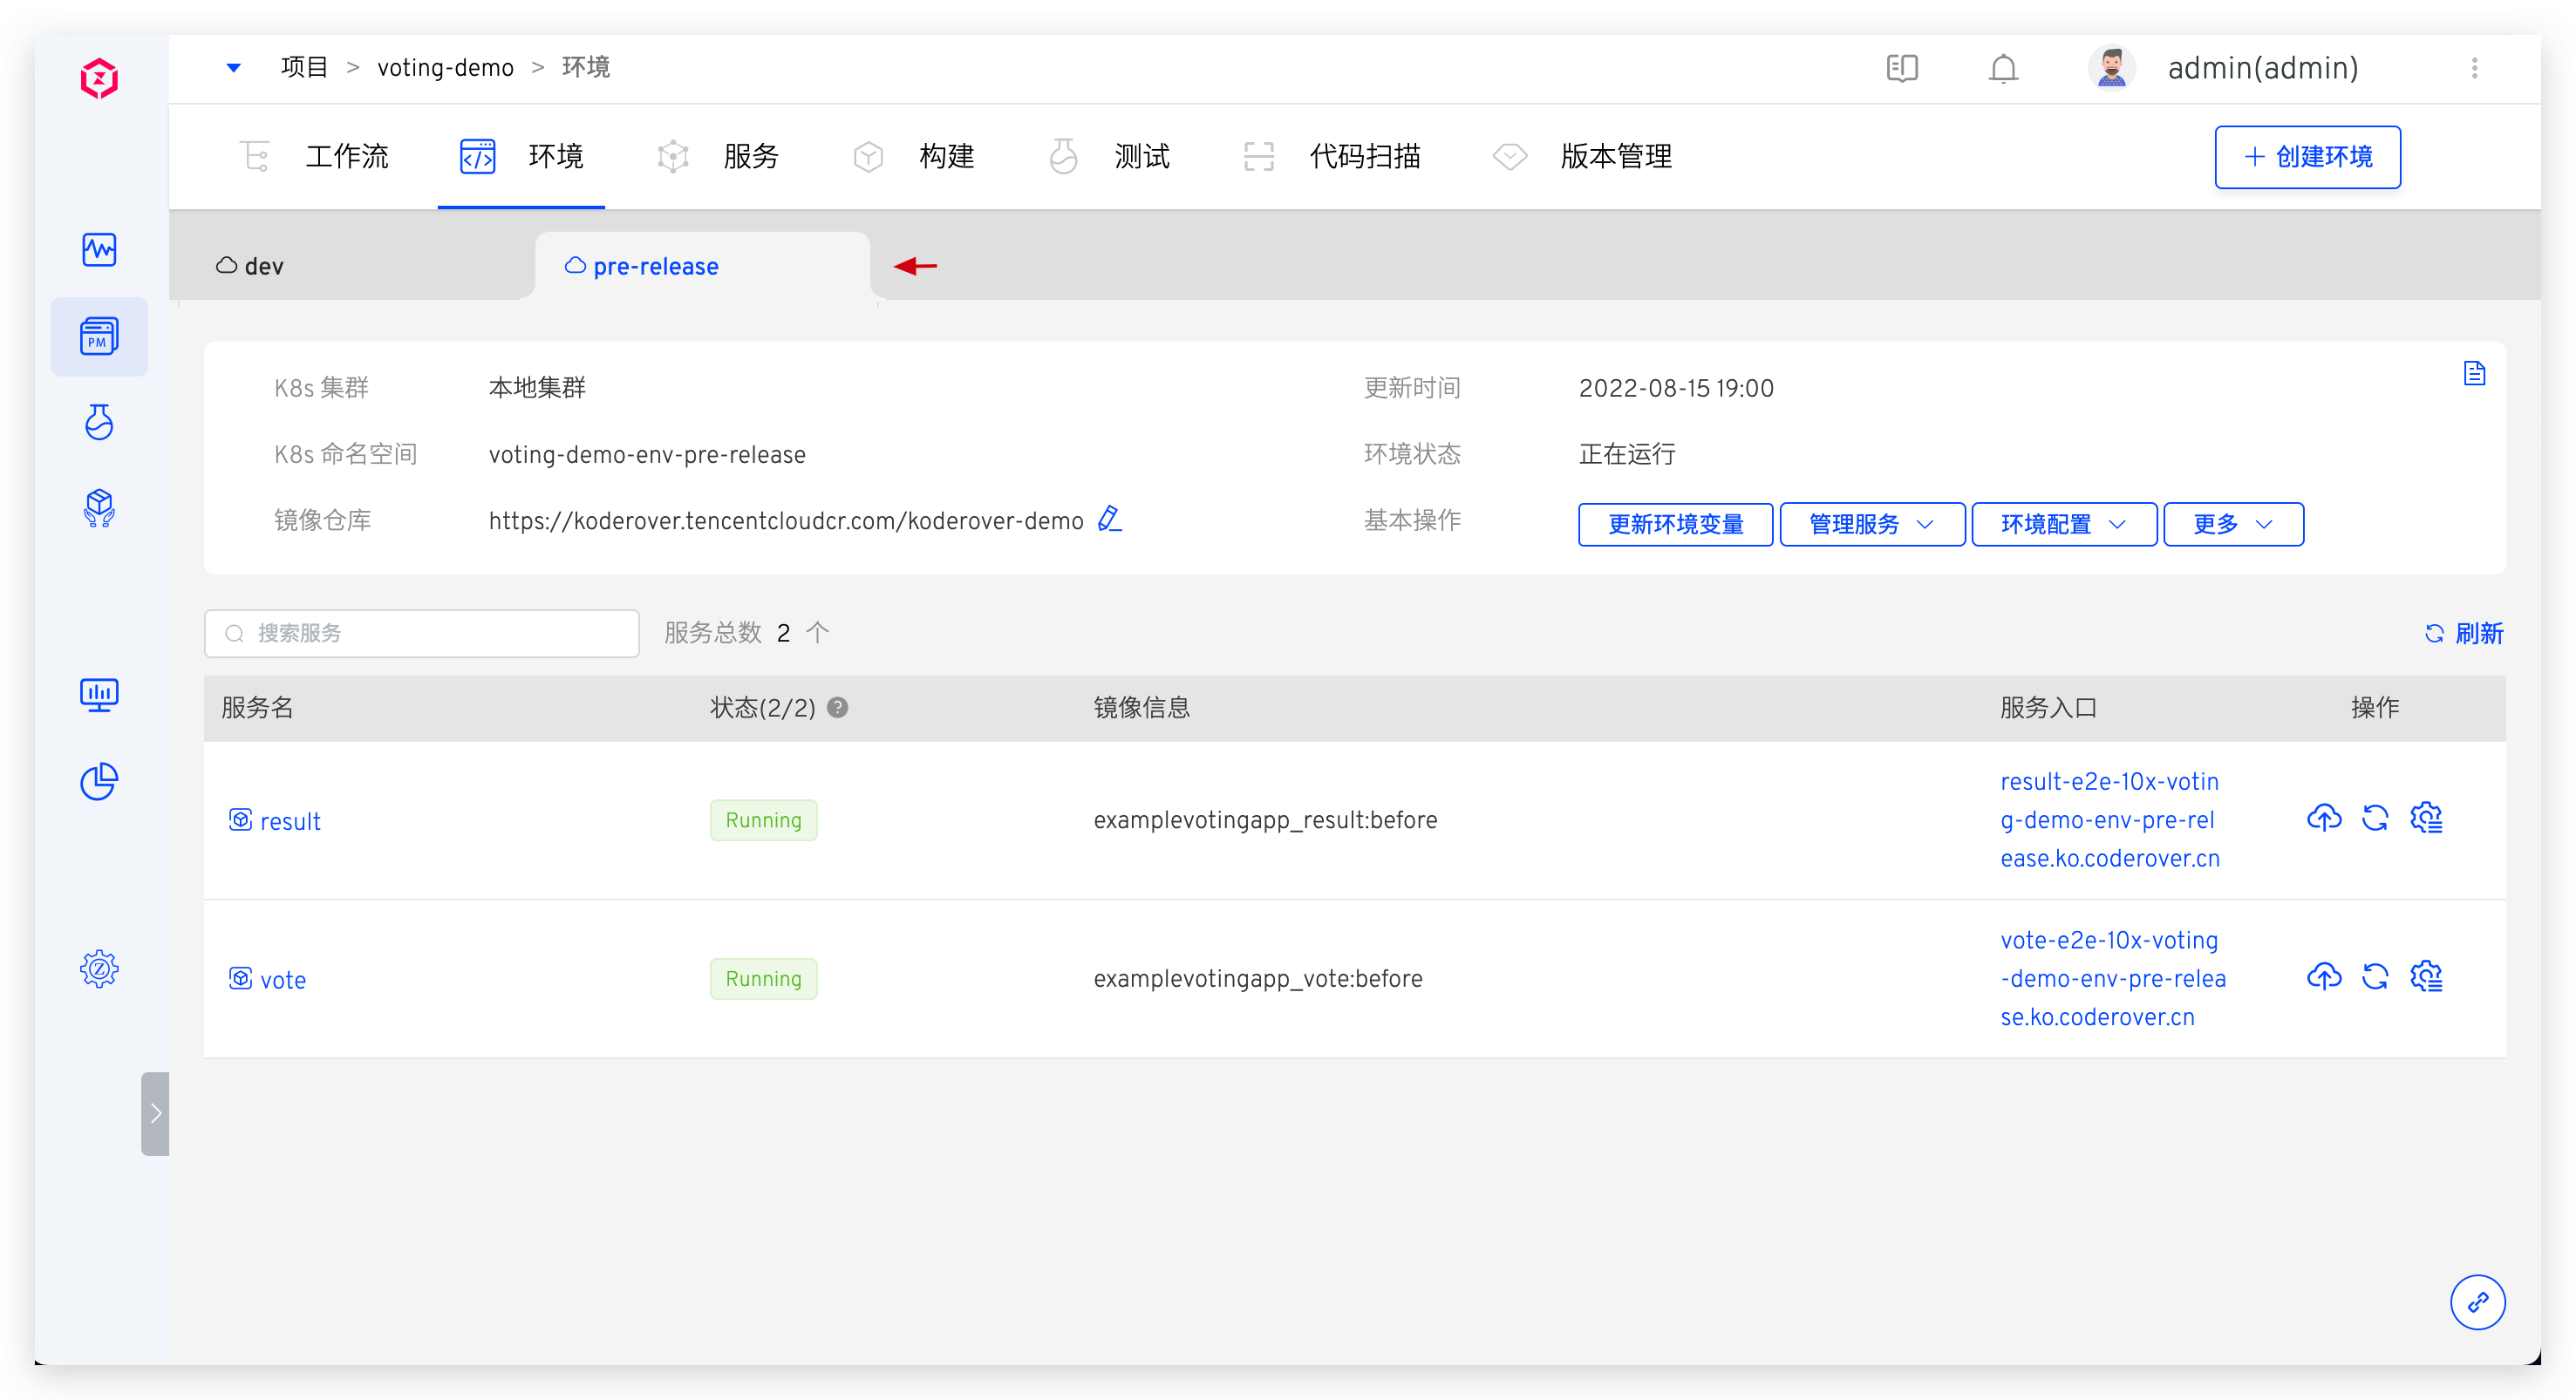 项目 > voting-demo > 环境
admin(admin)
工作流 环境 服务 构建 测试 代码扫描 版本管理
+ 创建环境
dev
pre-release
PM
K8s 集群 本地集群 更新时间 2022-08-15 19:00
K8s 命名空间 voting-demo-env-pre-release 环境状态 正在运行
镜像仓库 https://koderover.tencentcloudcr.com/koderover-demo 基本操作 更新环境变量 管理服务 环境配置 更多
搜索服务 服务总数 2 个 刷新
服务名 状态(2/2) ? 镜像信息 服务入口 操作
result Running examplevotingapp_result:before
result-e2e-10x-votin
g-demo-env-pre-rel
ease.ko.coderover.cn
vote Running examplevotingapp_vote:before
vote-e2e-10x-voting
-demo-env-pre-relea
se.ko.coderover.cn